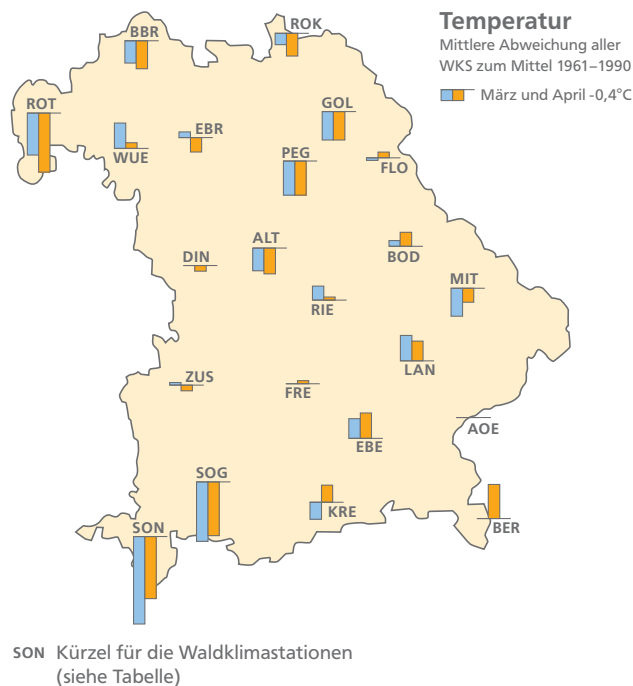 Temperatur
Mittlere Abweichung aller
WKS zum Mittel 1961–1990
März und April -0,4°C
BBR
ROK
ROT
GOL
EBR
WUE
PEG
FLO
ALT
DIN
BOD
MIT
RIE
LAN
ZUS
FRE
AOE
EBE
SOG
KRE
BER
SON
SON Kürzel für die Waldklimastationen
(siehe Tabelle)